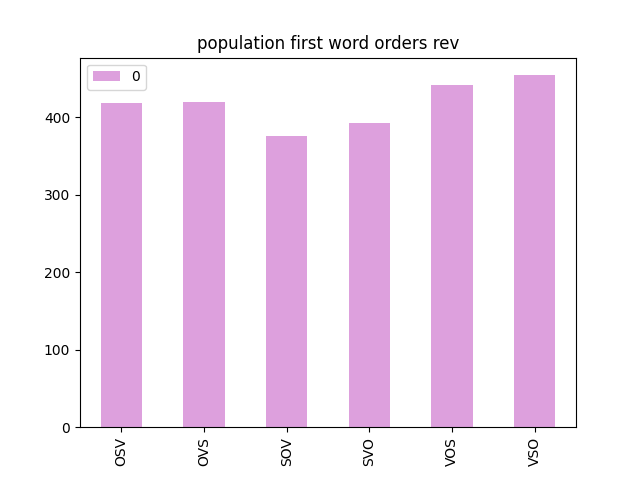 population first word orders rev
0
400
300
200
100
0
OSV
OVS
SOV
SVO
VOS
VSO